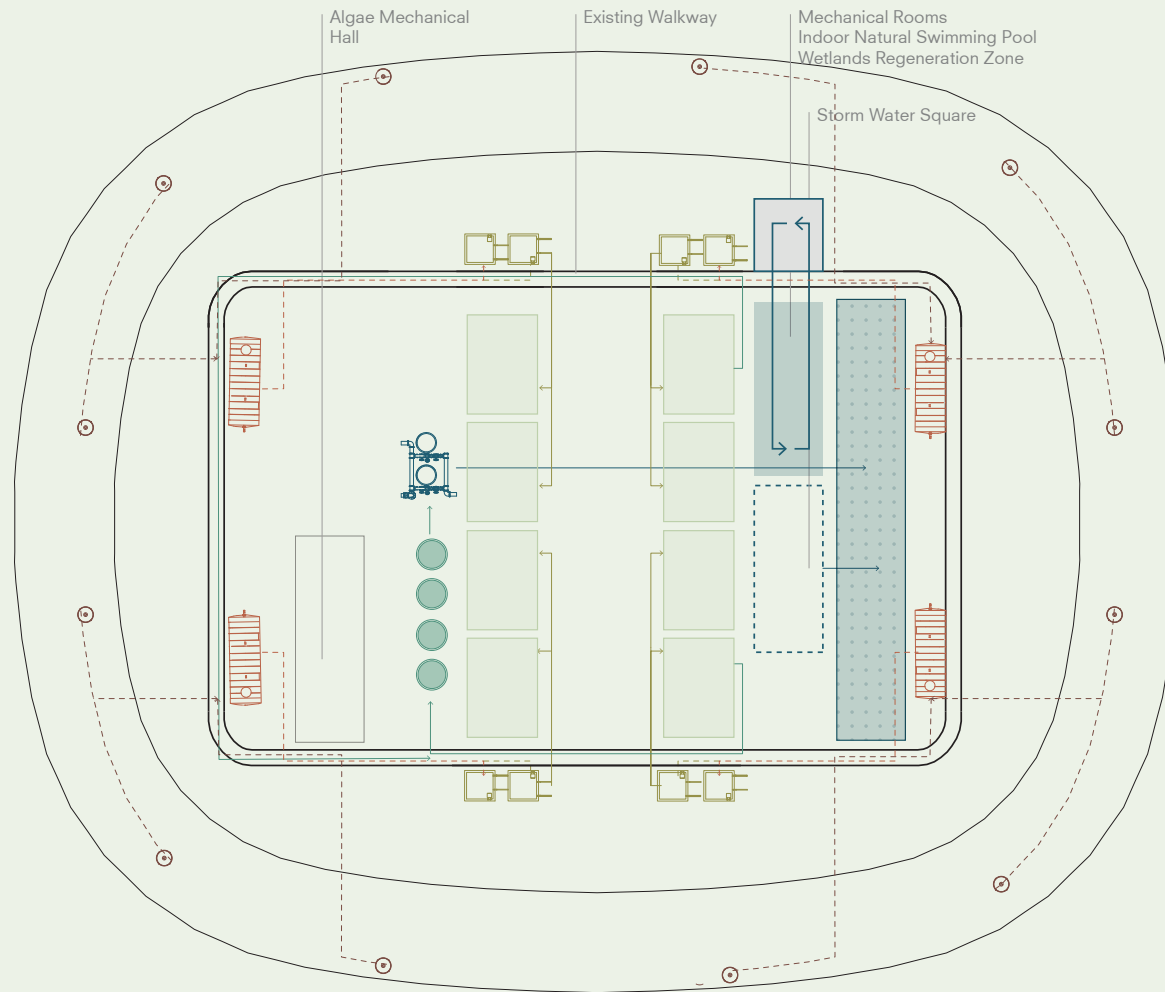 Algae Mechanical
Hall
Existing Walkway
Mechanical Rooms
Indoor Natural Swimming Pool
Wetlands Regeneration Zone
Storm Water Square